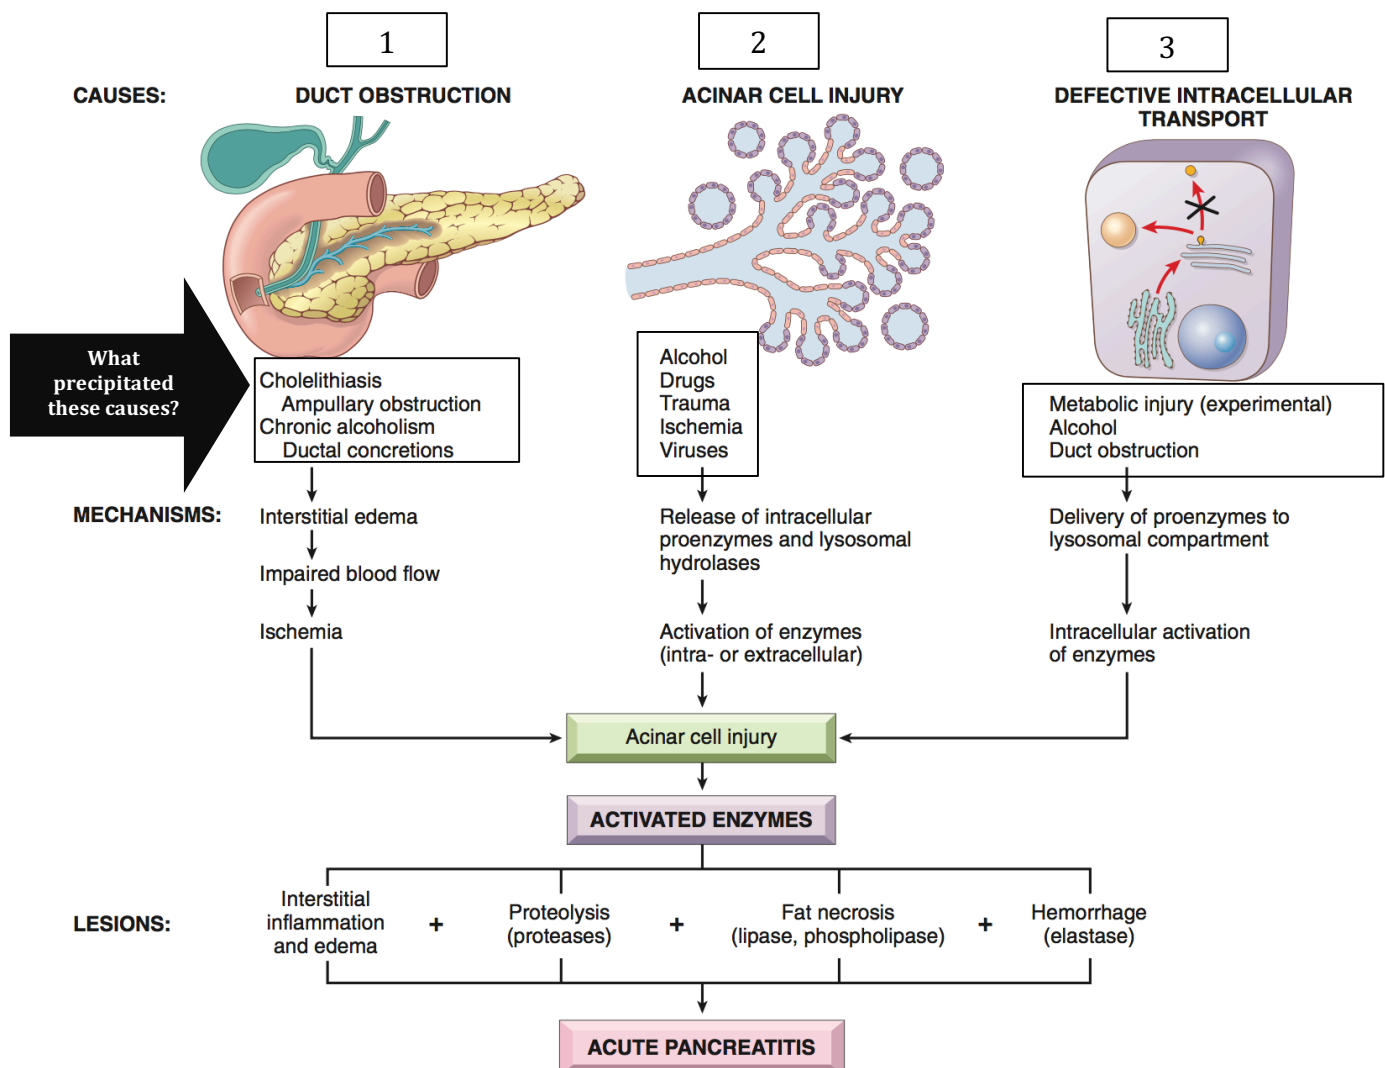 1
2
3
CAUSES:
DUCT OBSTRUCTION
ACINAR CELL INJURY
DEFECTIVE INTRACELLULAR
TRANSPORT
What
precipitated
these causes?
Cholelithiasis
Ampullary obstruction
Chronic alcoholism
Ductal concretions
Alcohol
Drugs
Trauma
Ischemia
Viruses
Metabolic injury (experimental)
Alcohol
Duct obstruction
MECHANISMS:
Interstitial edema
Impaired blood flow
Ischemia
Release of intracellular
proenzymes and lysosomal
hydrolases
Activation of enzymes
(intra- or extracellular)
Delivery of proenzymes to
lysosomal compartment
Intracellular activation
of enzymes
Acinar cell injury
ACTIVATED ENZYMES
LESIONS:
Interstitial
inflammation
and edema
+
Proteolysis
(proteases)
+
Fat necrosis
(lipase, phospholipase)
+
Hemorrhage
(elastase)
ACUTE PANCREATITIS